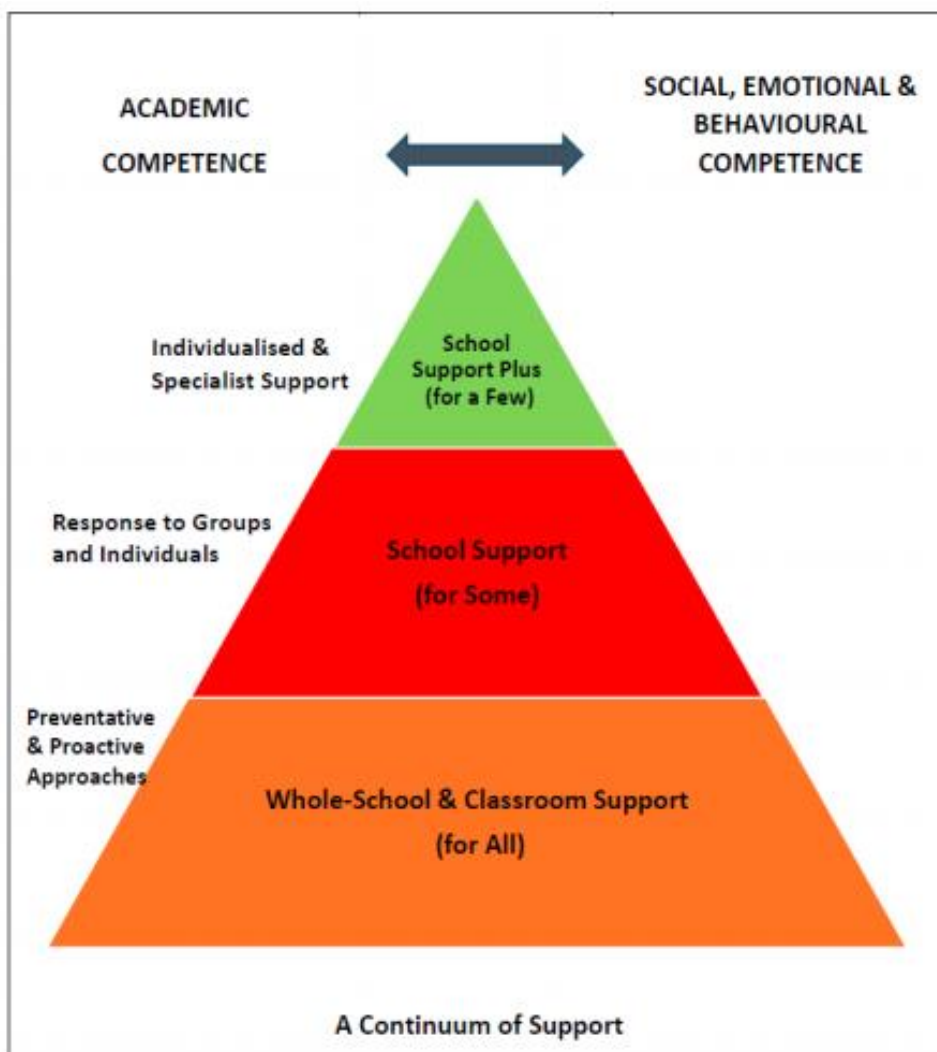 ACADEMIC
COMPETENCE
SOCIAL, EMOTIONAL &
BEHAVIOURAL
COMPETENCE
Individualised &
Specialist Support
School
Support Plus
(for a Few)
Response to Groups
and Individuals
School Support
(for Some)
Preventative
& Proactive
Approaches
Whole-School & Classroom Support
(for All)
A Continuum of Support